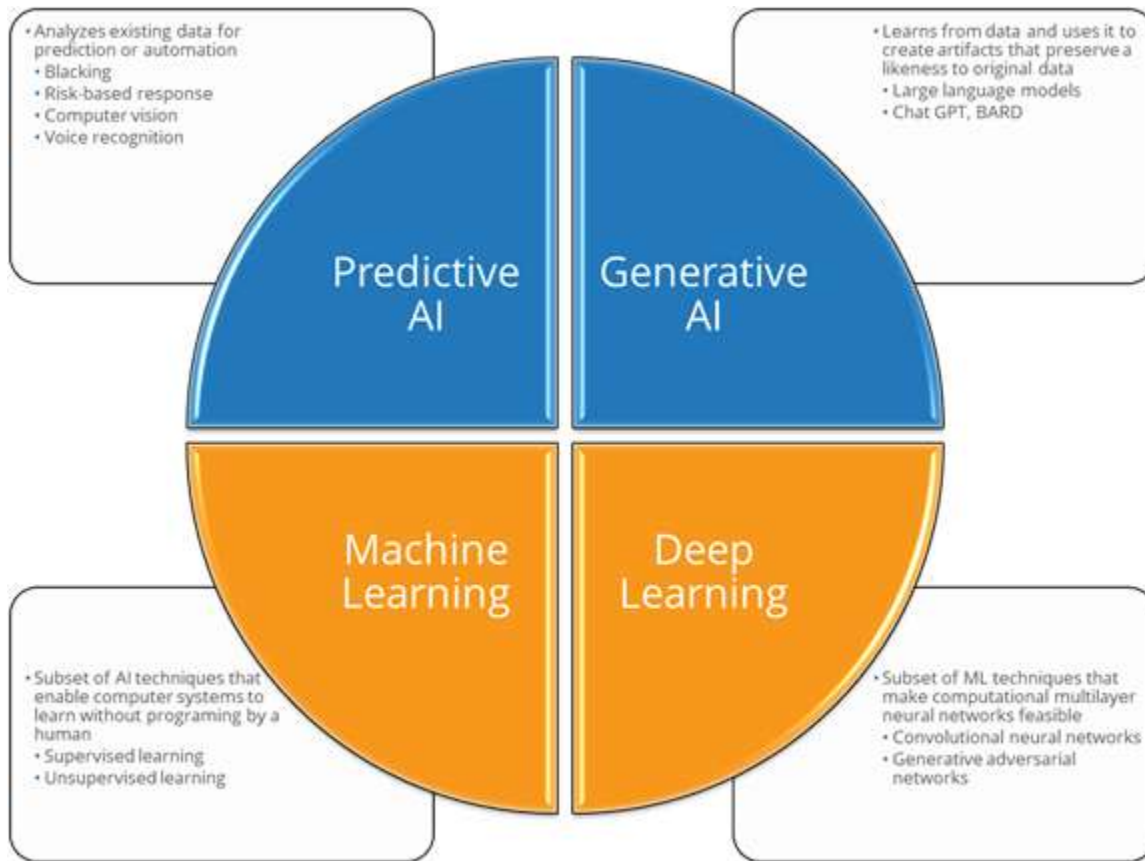 • Analyzes existing data for
prediction or automation
• Blacking
• Risk-based response
• Computer vision
• Voice recognition
• Learns from data and uses it to
create artifacts that preserve a
likeness to original data
• Large language models
• Chat GPT, BARD
Predictive
AI
Generative
AI
Machine
Learning
Deep
Learning
• Subset of AI techniques that
enable computer systems to
learn without programing by a
human
• Supervised learning
• Unsupervised learning
• Subset of ML techniques that
make computational multilayer
neural networks feasible
• Convolutional neural networks
• Generative adversarial
networks